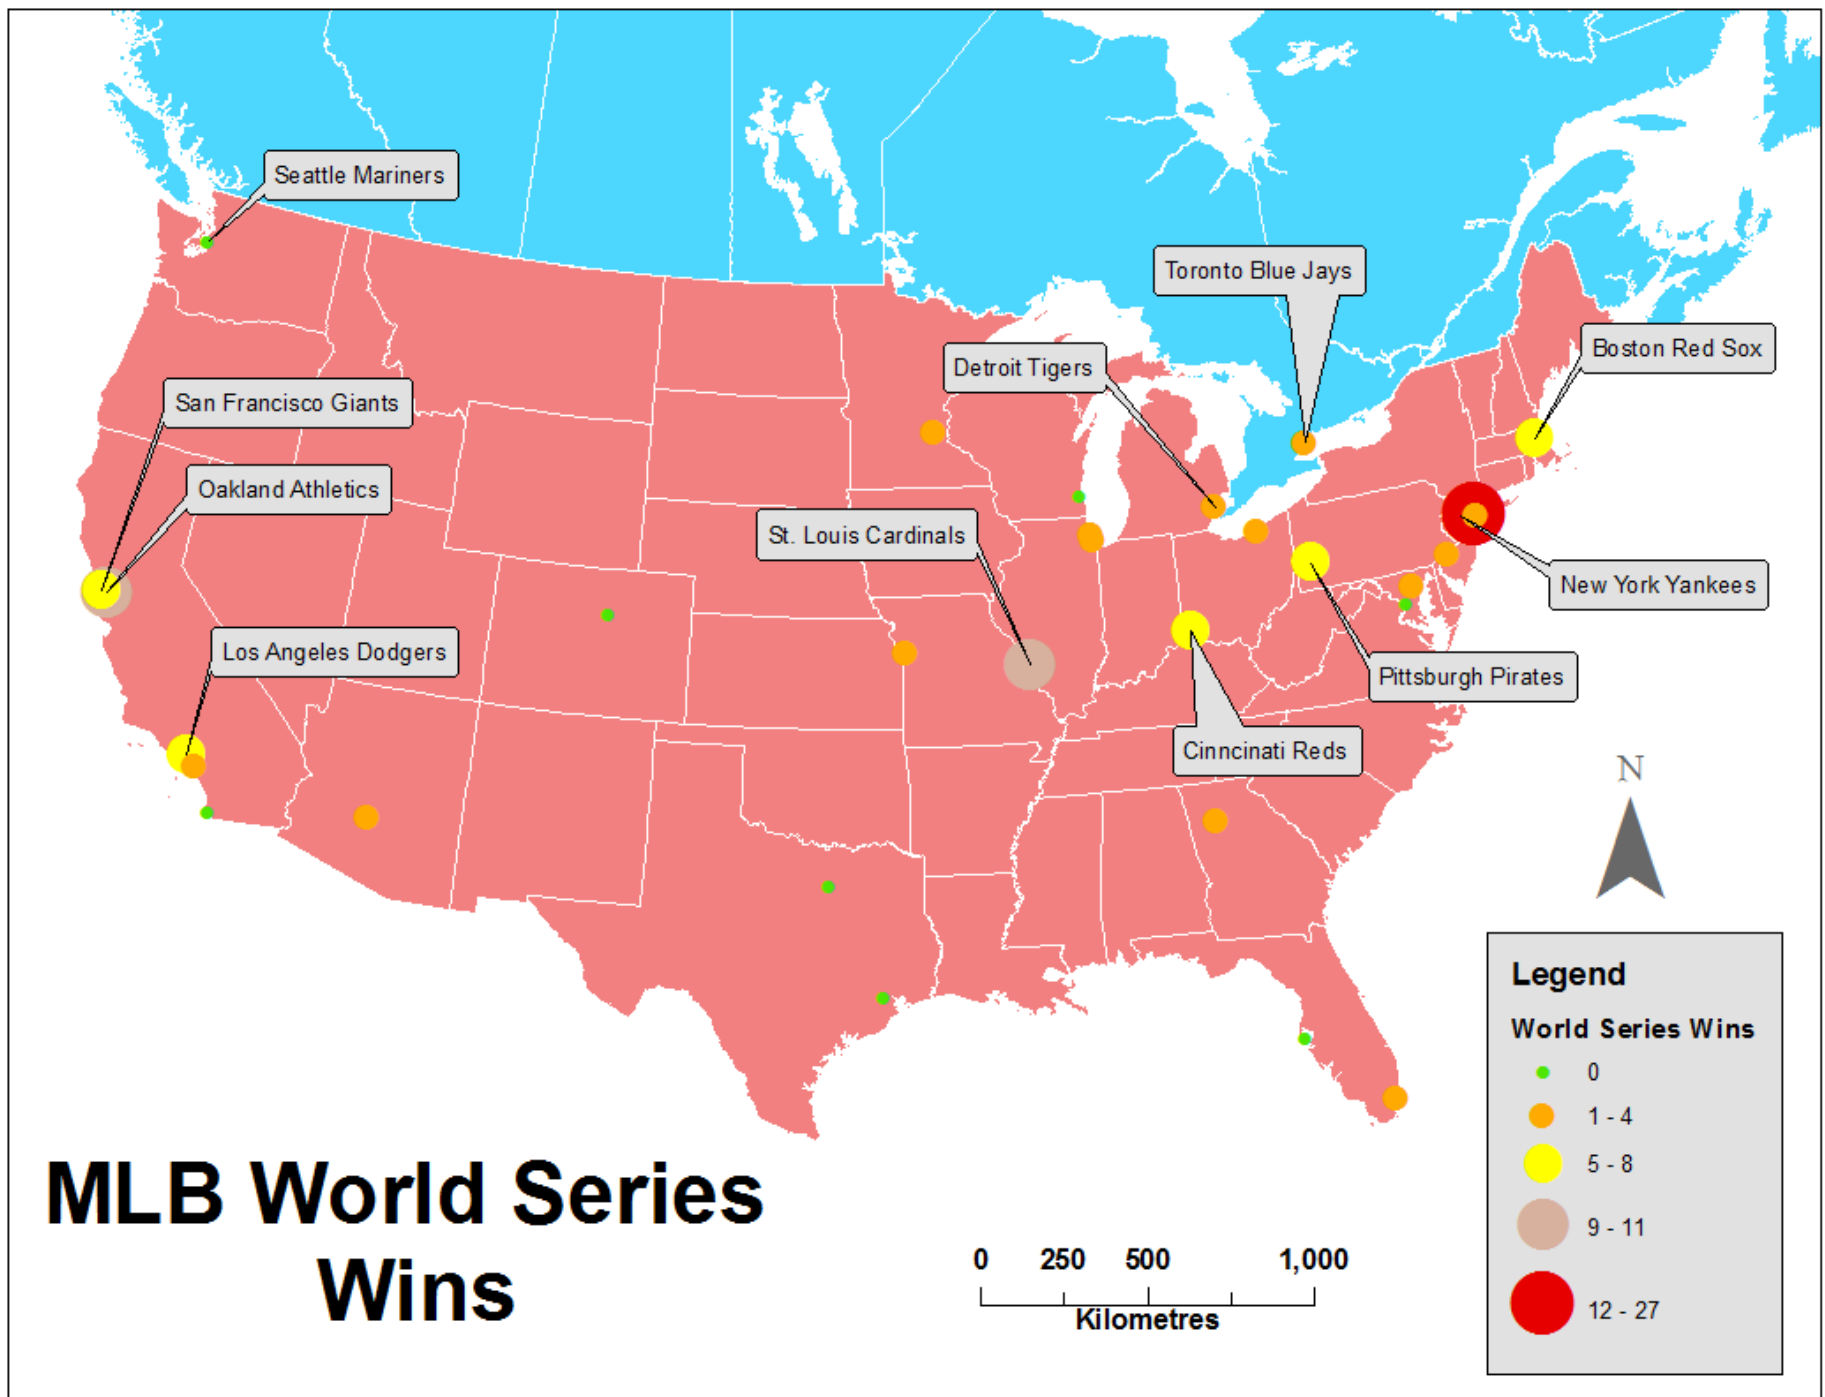 Seattle Mariners
Toronto Blue Jays
Boston Red Sox
Detroit Tigers
San Francisco Giants
Oakland Athletics
St. Louis Cardinals
New York Yankees
Los Angeles Dodgers
Pittsburgh Pirates
Cinncinati Reds
N
Legend
World Series Wins
0
1 - 4
5 - 8
9 - 11
12 - 27
MLB World Series
Wins
0 250 500 1,000
Kilometres